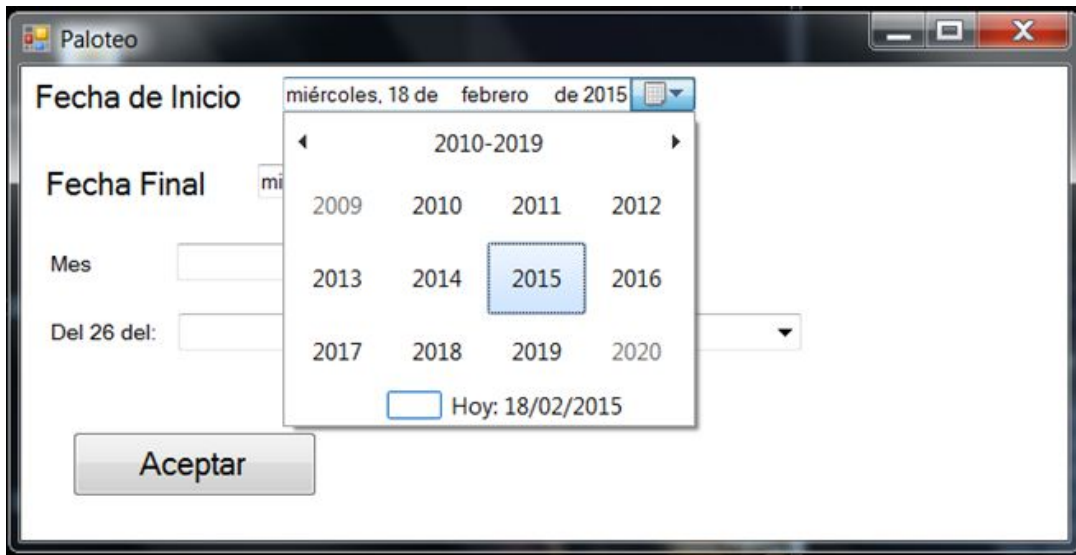 Paloteo
Fecha de Inicio miércoles, 18 de febrero de 2015
2010-2019
Fecha Final mi
2009 2010 2011 2012
Mes
2013 2014 2015 2016
Del 26 del:
2017 2018 2019 2020
Hoy: 18/02/2015
Aceptar